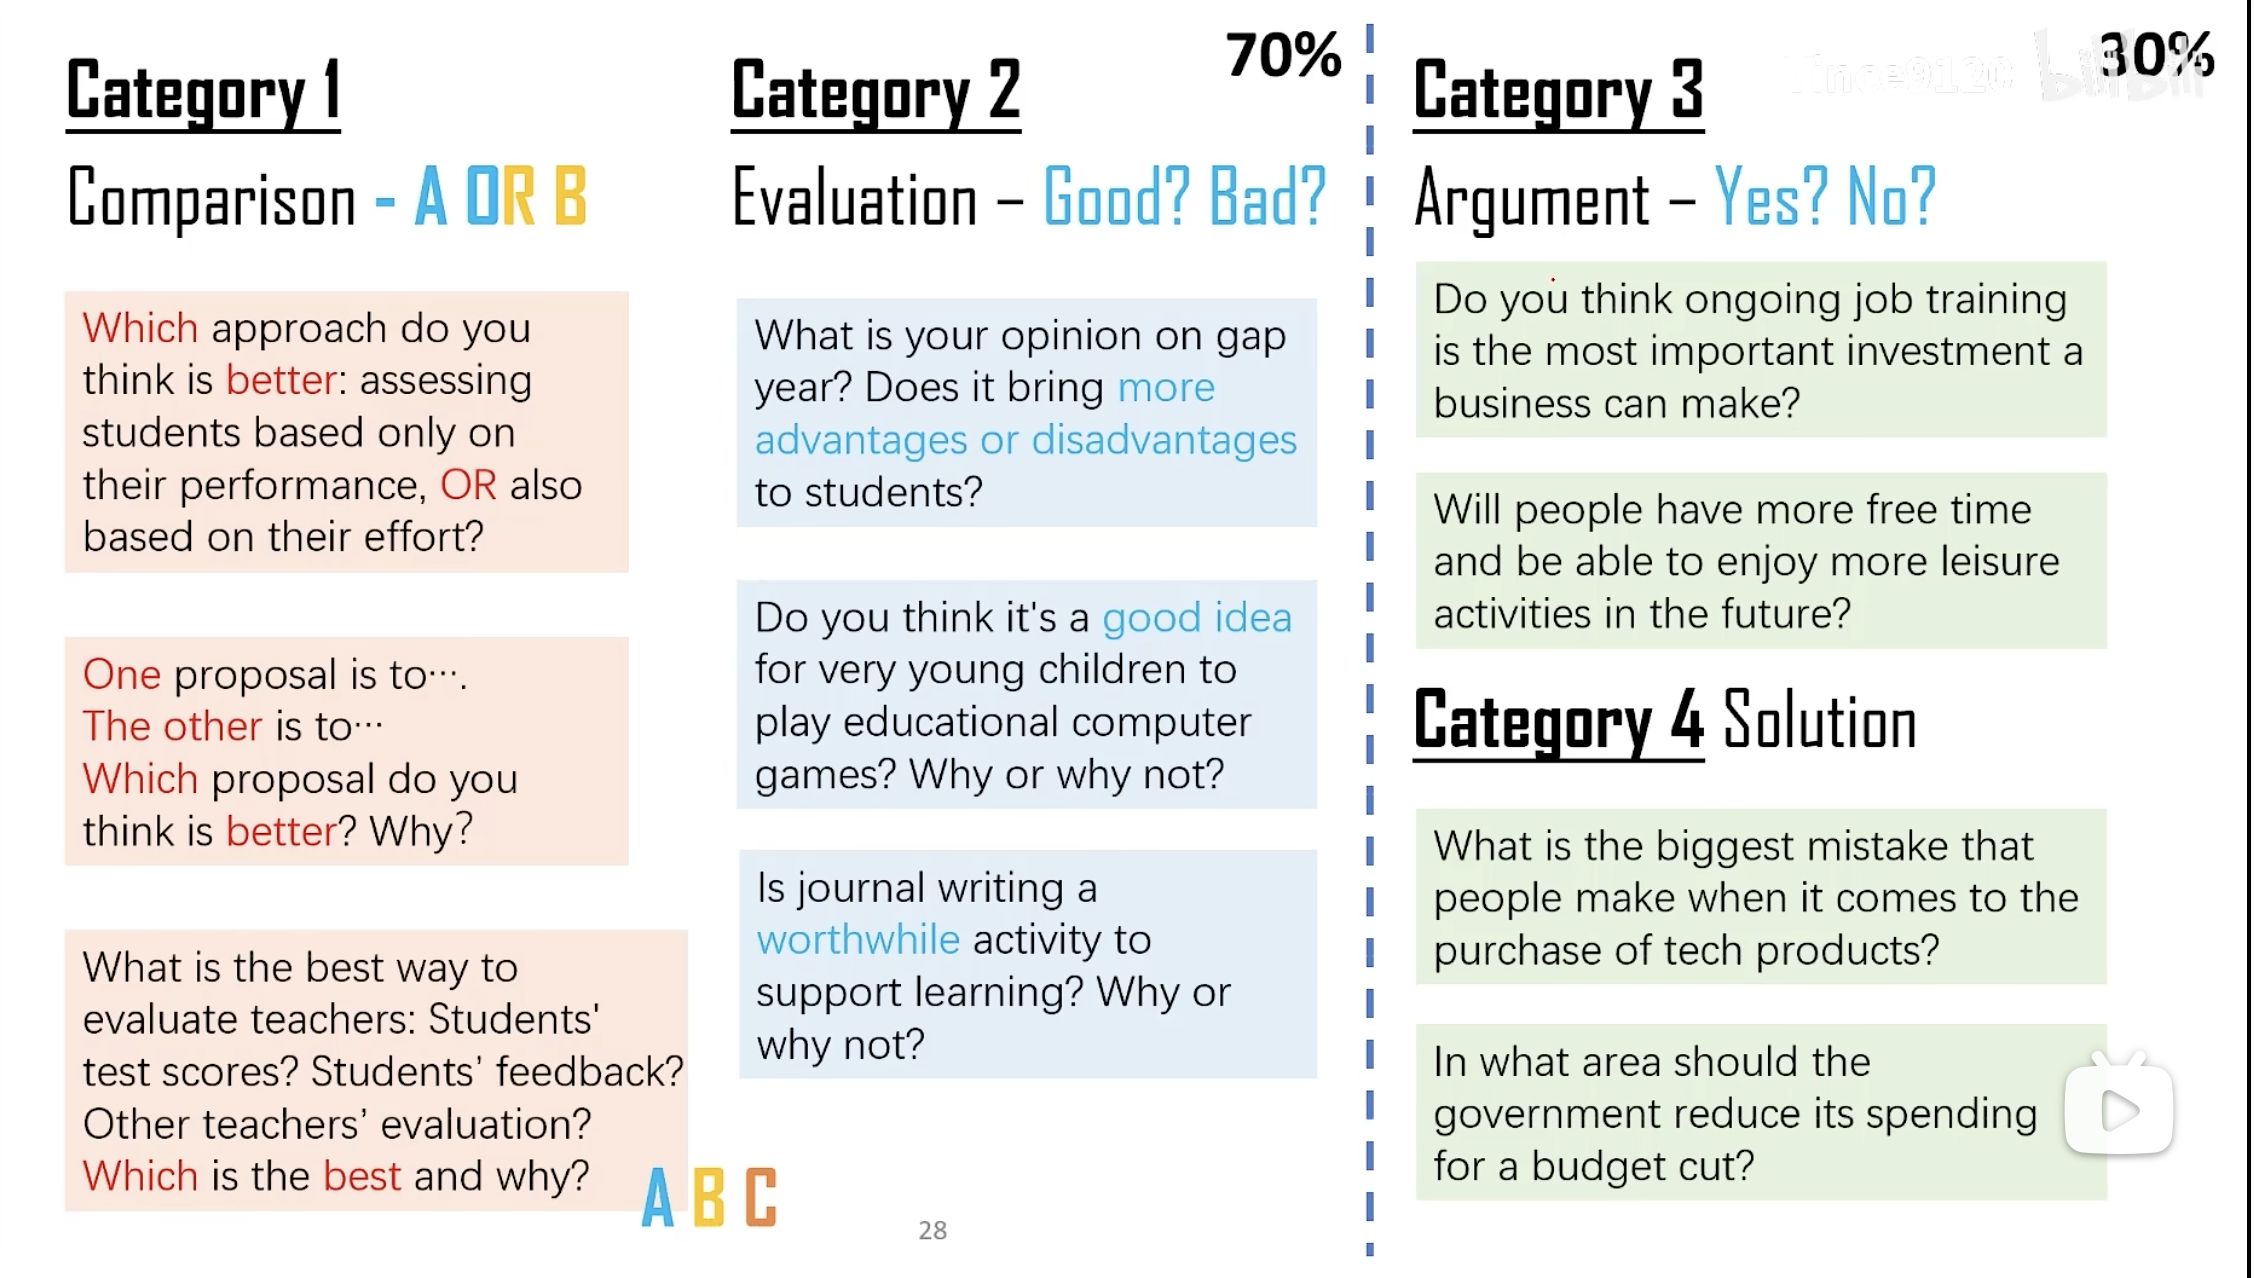 Category 1
Comparison - A OR B
Which approach do you
think is better: assessing
students based only on
their performance, OR also
based on their effort?
One proposal is to···.
The other is to···
Which proposal do you
think is better? Why?
What is the best way to
evaluate teachers: Students'
test scores? Students’ feedback?
Other teachers’ evaluation?
Which is the best and why?
A B C
70%
Category 2
Evaluation – Good? Bad?
What is your opinion on gap
year? Does it bring more
advantages or disadvantages
to students?
Do you think it's a good idea
for very young children to
play educational computer
games? Why or why not?
Is journal writing a
worthwhile activity to
support learning? Why or
why not?
28
30%
bilibili
Category 3
Argument – Yes? No?
Do you think ongoing job training
is the most important investment a
business can make?
Will people have more free time
and be able to enjoy more leisure
activities in the future?
Category 4 Solution
What is the biggest mistake that
people make when it comes to the
purchase of tech products?
In what area should the
government reduce its spending
for a budget cut?